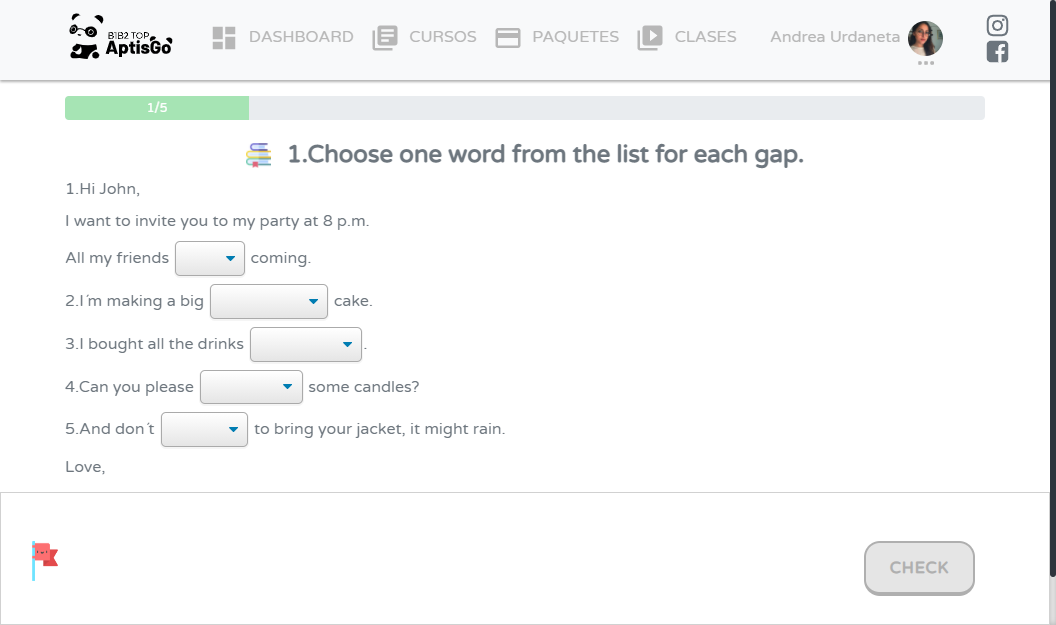 B1B2 TOP
AptisGo
DASHBOARD
CURSOS
PAQUETES
CLASES
Andrea Urdaneta
1/5
1.Choose one word from the list for each gap.
1.Hi John,
I want to invite you to my party at 8 p.m.
All my friends coming.
2.I´m making a big cake.
3.I bought all the drinks .
4.Can you please some candles?
5.And don´t to bring your jacket, it might rain.
Love,
CHECK